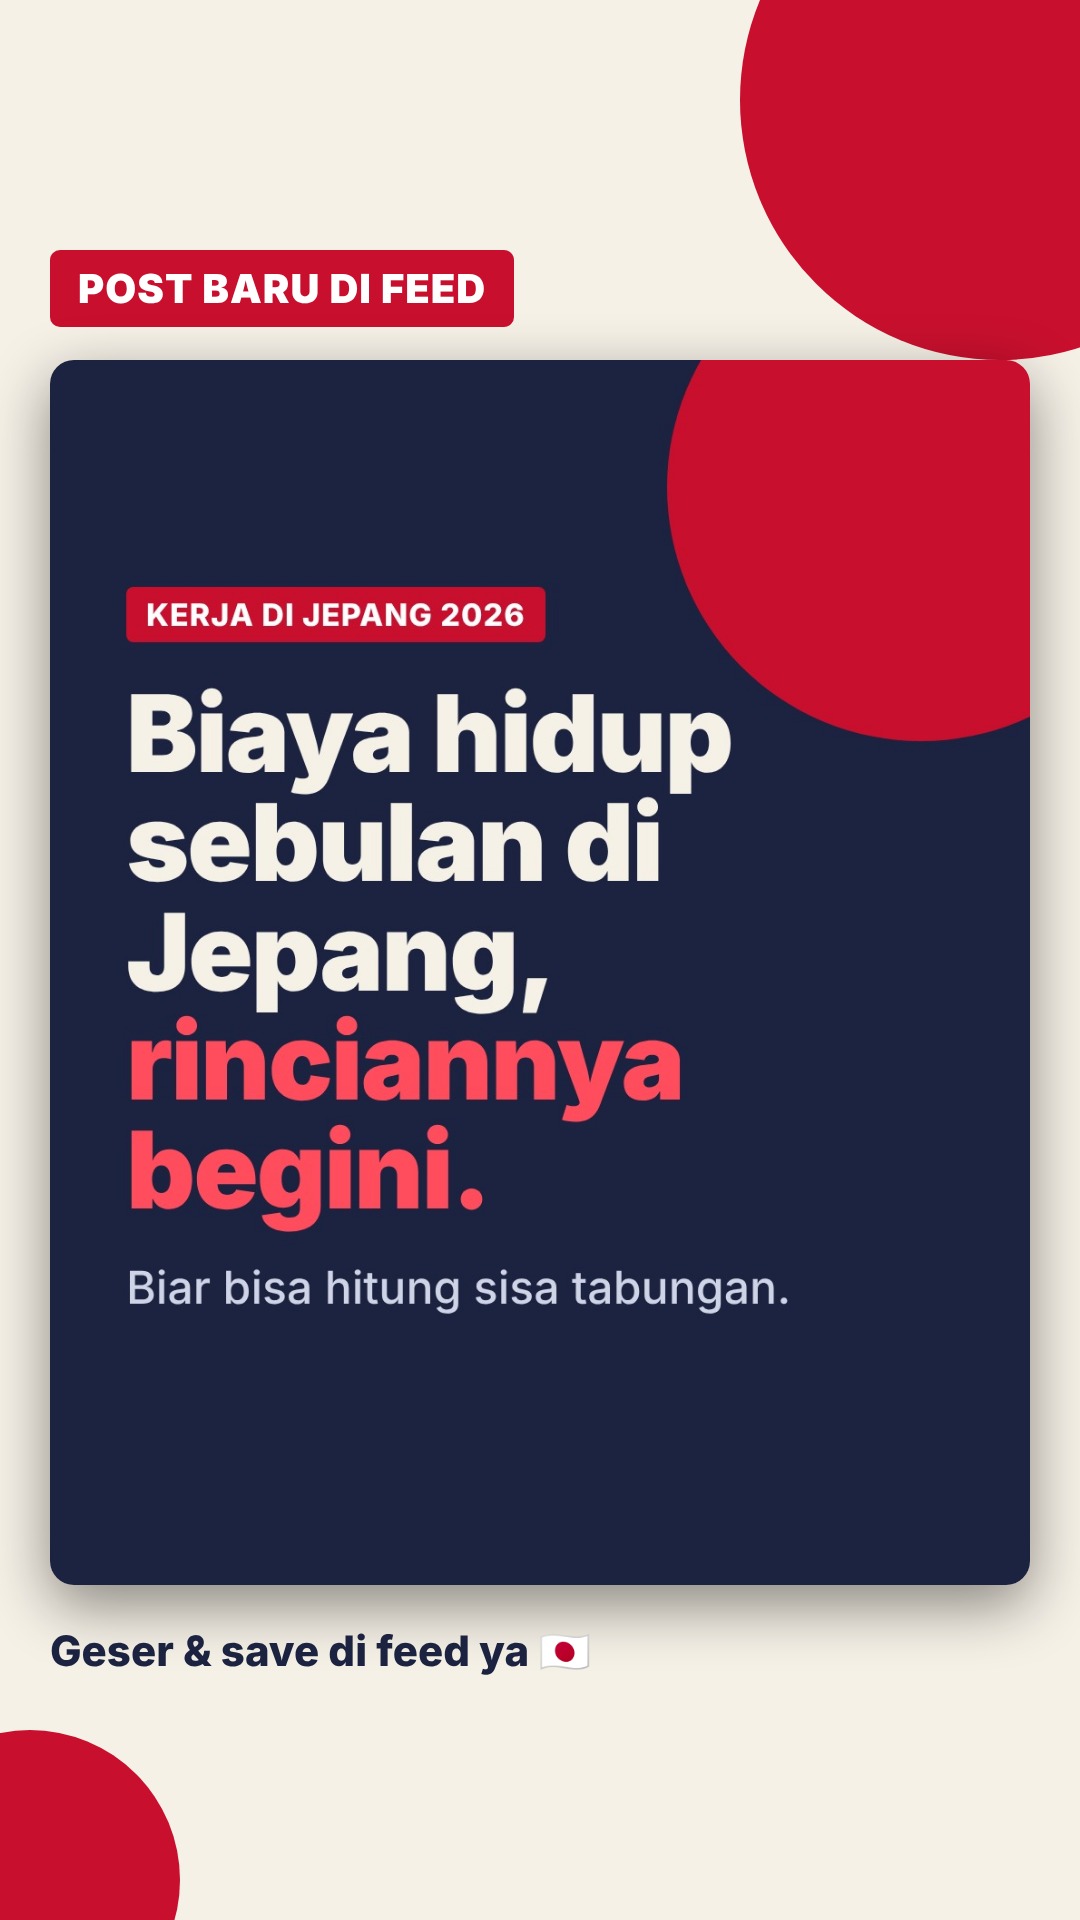 POST BARU DI FEED
KERJA DI JEPANG 2026
Biaya hidup
sebulan di
Jepang,
rinciannya
begini.
Biar bisa hitung sisa tabungan.
Geser & save di feed ya 🇯🇵